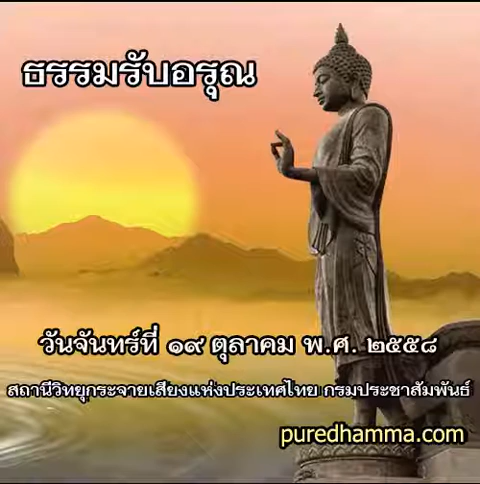 ธรรมรับอรุณ
วันจันทร์ที่ ๑๙ ตุลาคม พ.ศ. ๒๕๕๘
สถานีวิทยุกระจายเสียงแห่งประเทศไทย กรมประชาสัมพันธ์
puredhamma.com